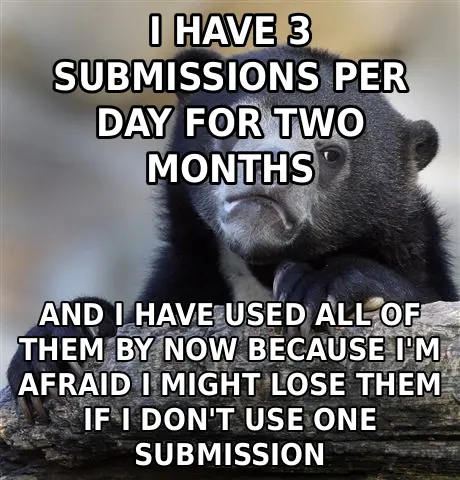 I HAVE 3
SUBMISSIONS PER
DAY FOR TWO
MONTHS
AND I HAVE USED ALL OF
THEM BY NOW BECAUSE I'M
AFRAID I MIGHT LOSE THEM
IF I DON'T USE ONE
SUBMISSION